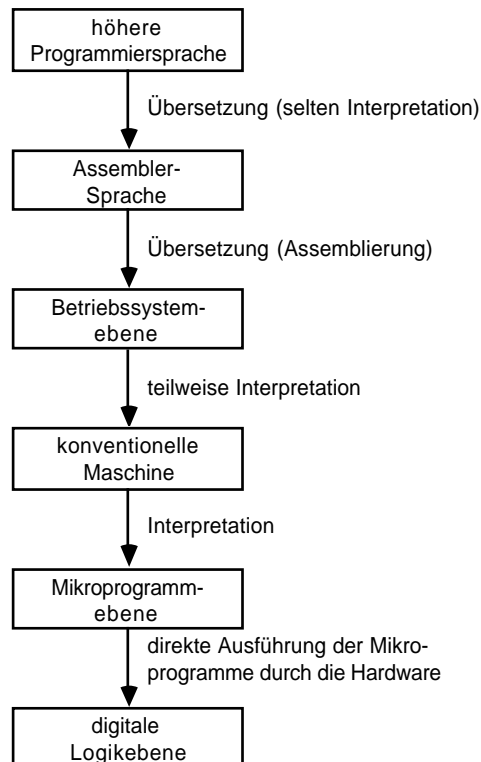 höhere
Programmiersprache
Übersetzung (selten Interpretation)
Assembler-
Sprache
Übersetzung (Assemblierung)
Betriebssystem-
ebene
teilweise Interpretation
konventionelle
Maschine
Interpretation
Mikroprogramm-
ebene
direkte Ausführung der Mikro-
programme durch die Hardware
digitale
Logikebene